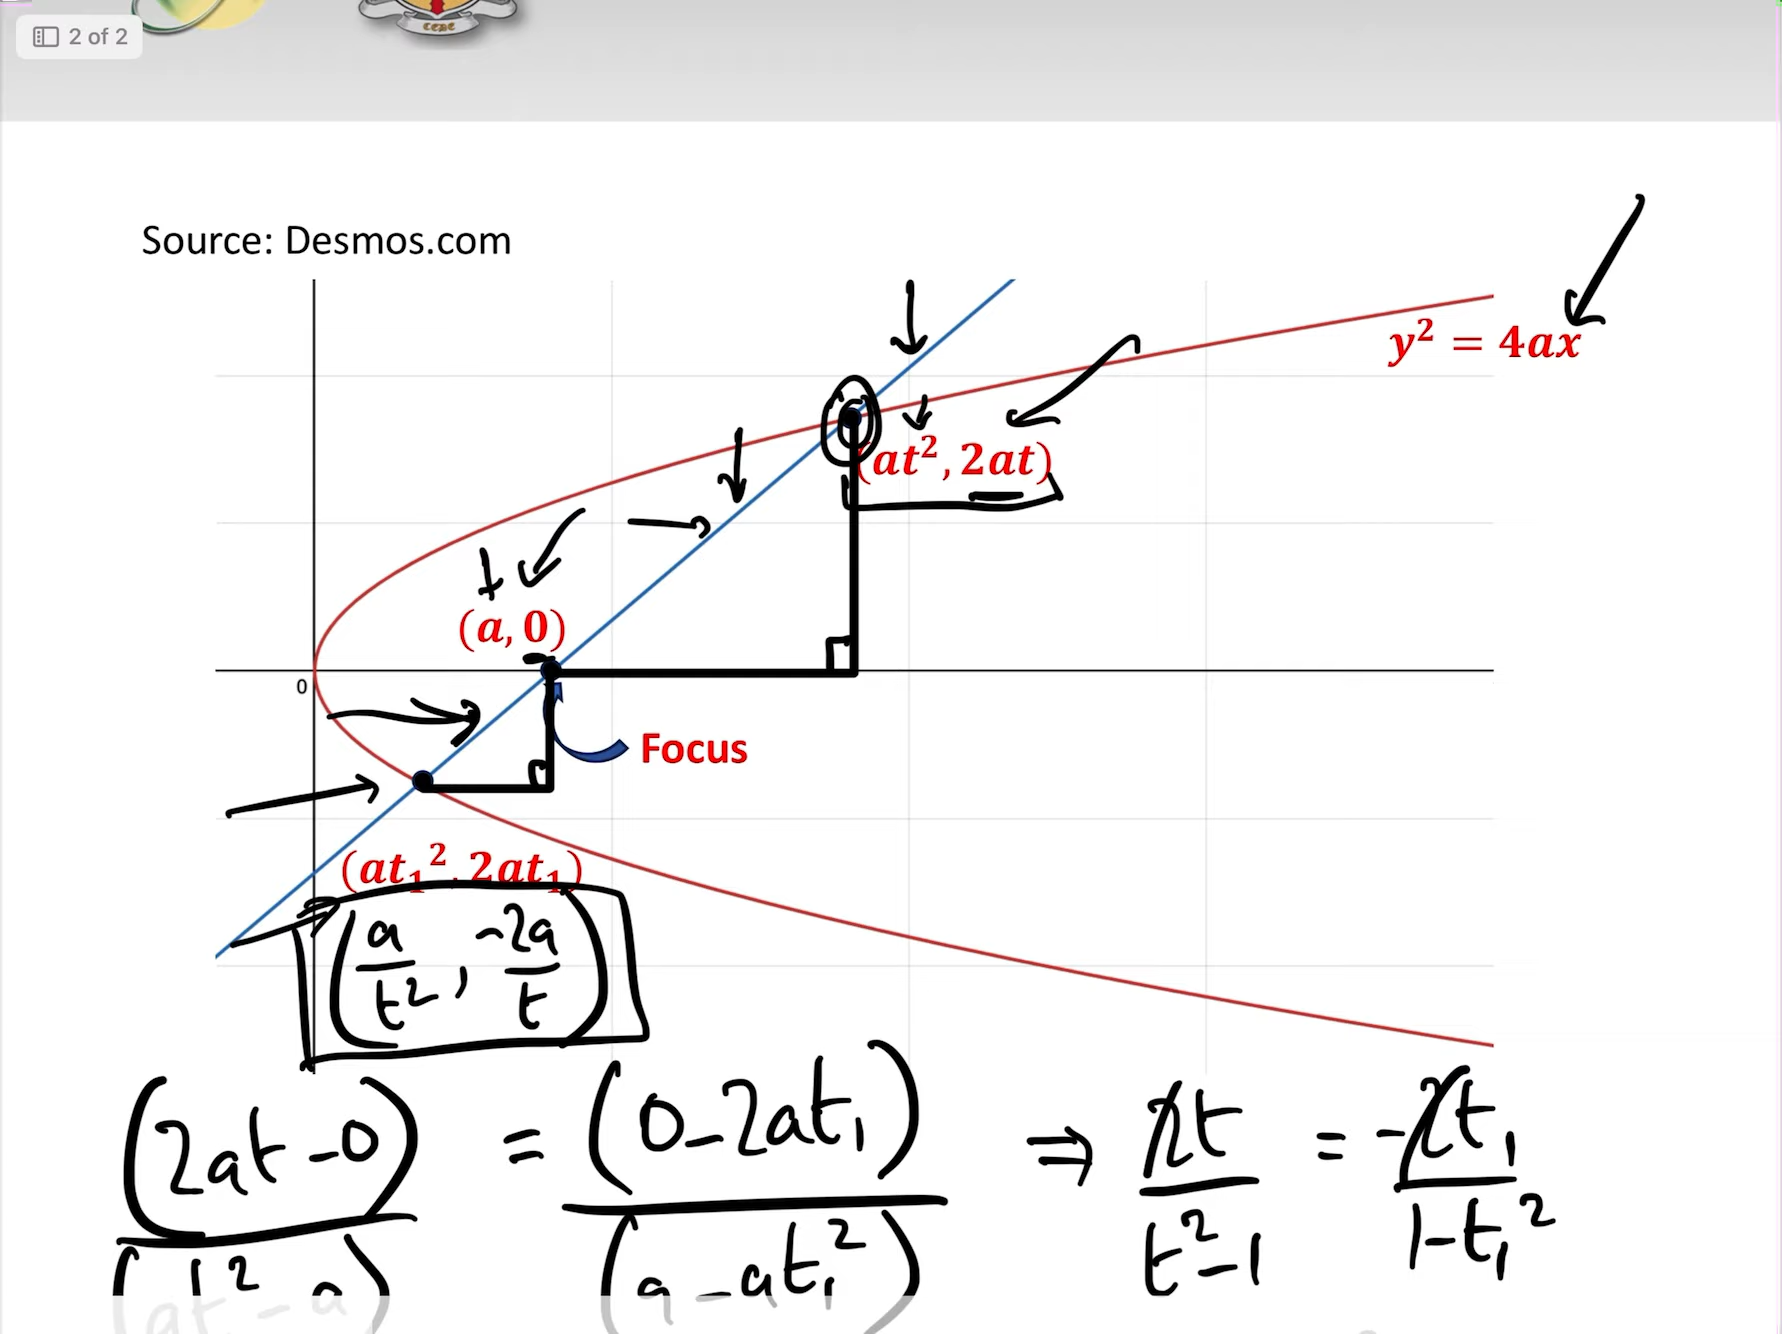 CEBE
2 of 2
Source: Desmos.com
y² = 4ax
(at², 2at)
(a, 0)
0
Focus
(at₁², 2at₁)
(a/t², -2a/t)
(2at - 0)/(at² - a) = (0 - 2at₁)/(a - at₁²) ⇒ 2t/(t² - 1) = -2t₁/(1 - t₁²)